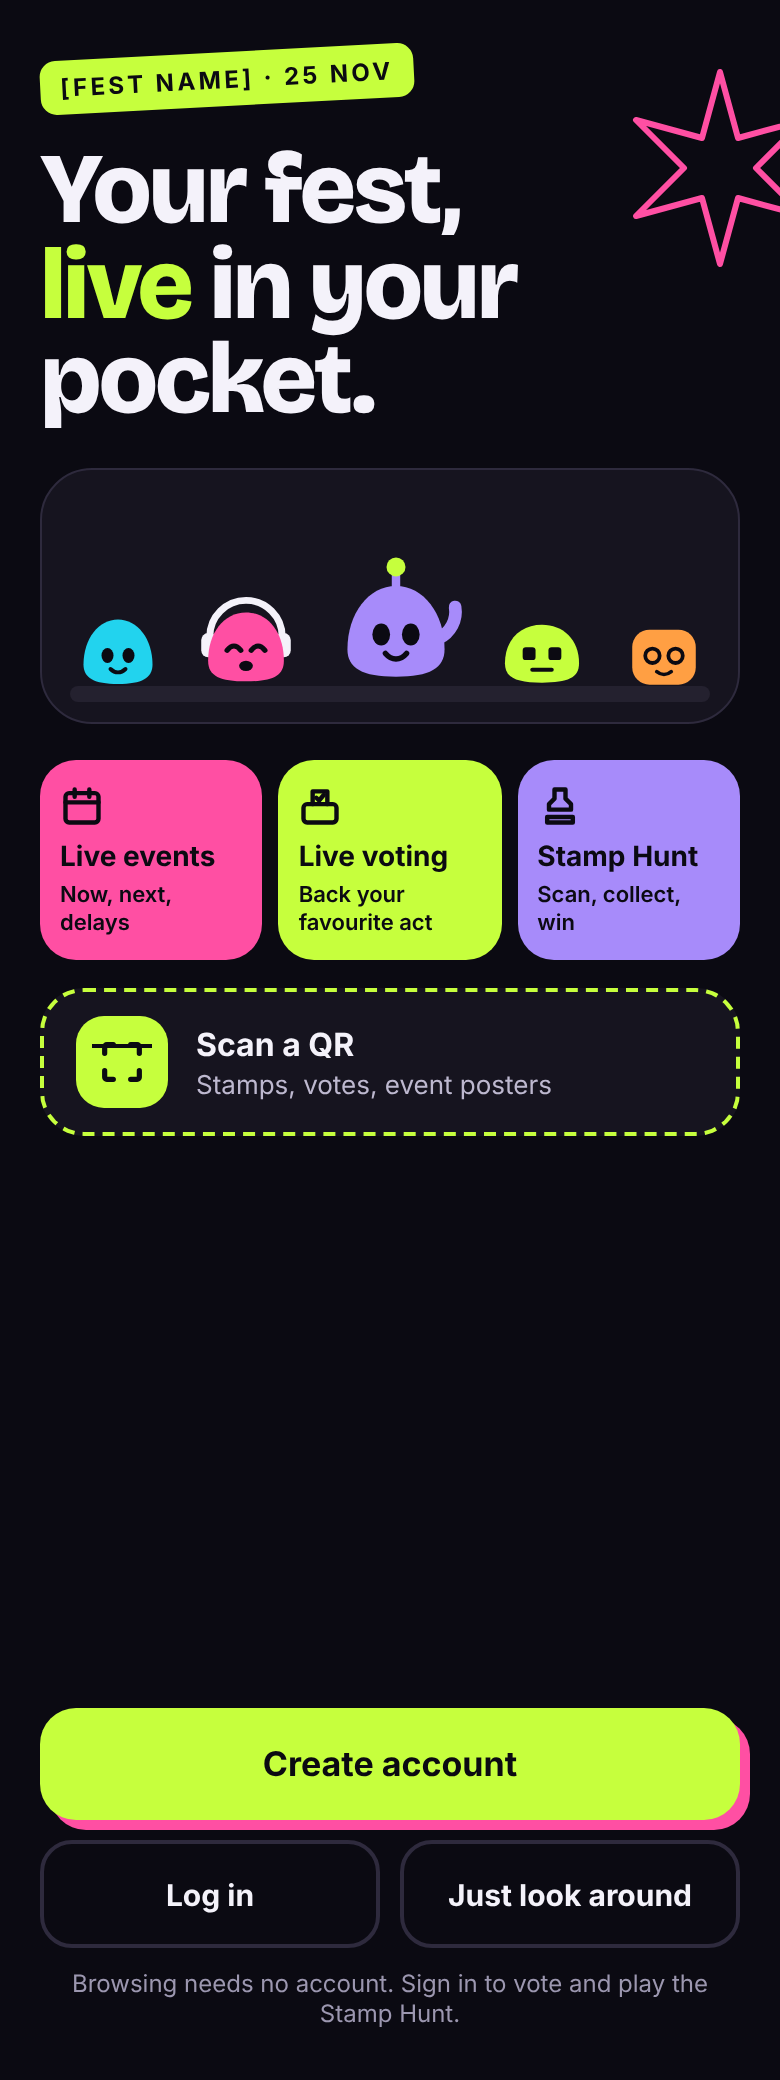 [FEST NAME] · 25 NOV
Your fest,
live in your
pocket.
Live events
Now, next,
delays
Live voting
Back your
favourite act
Stamp Hunt
Scan, collect,
win
Scan a QR
Stamps, votes, event posters
Create account
Log in
Just look around
Browsing needs no account. Sign in to vote and play the
Stamp Hunt.